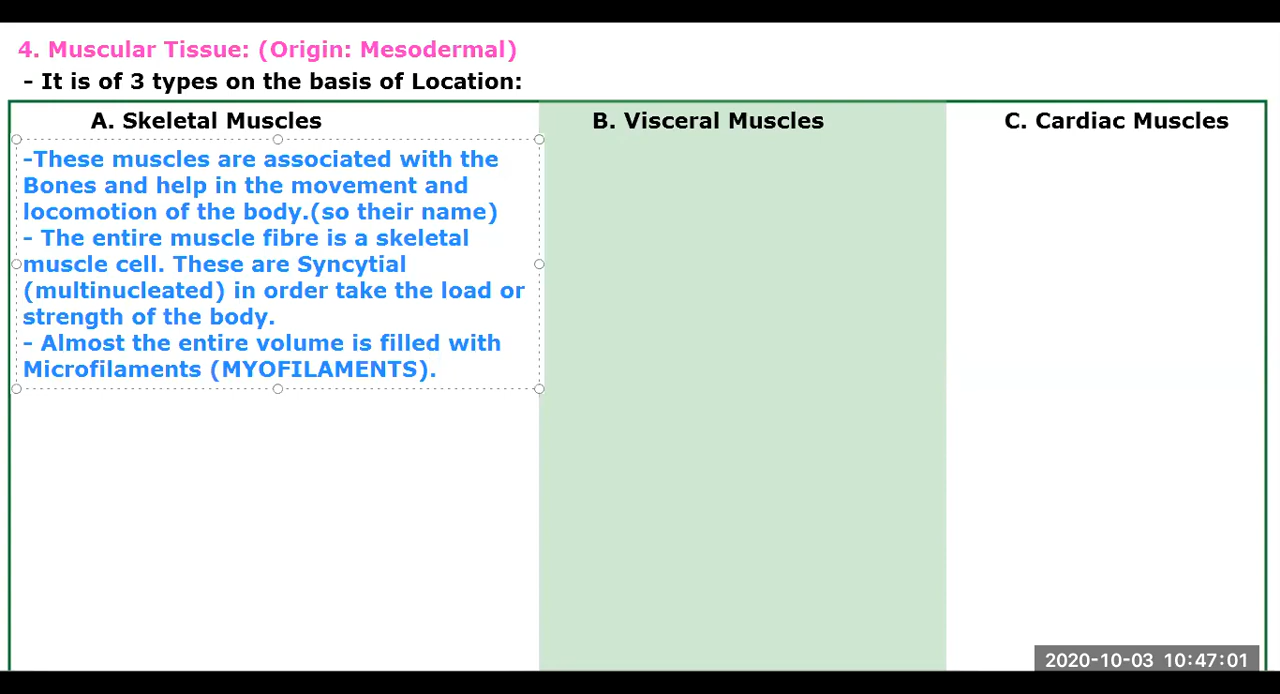 4. Muscular Tissue: (Origin: Mesodermal)
- It is of 3 types on the basis of Location:
A. Skeletal Muscles
B. Visceral Muscles
C. Cardiac Muscles
-These muscles are associated with the
Bones and help in the movement and
locomotion of the body.(so their name)
- The entire muscle fibre is a skeletal
muscle cell. These are Syncytial
(multinucleated) in order take the load or
strength of the body.
- Almost the entire volume is filled with
Microfilaments (MYOFILAMENTS).
2020-10-03 10:47:01